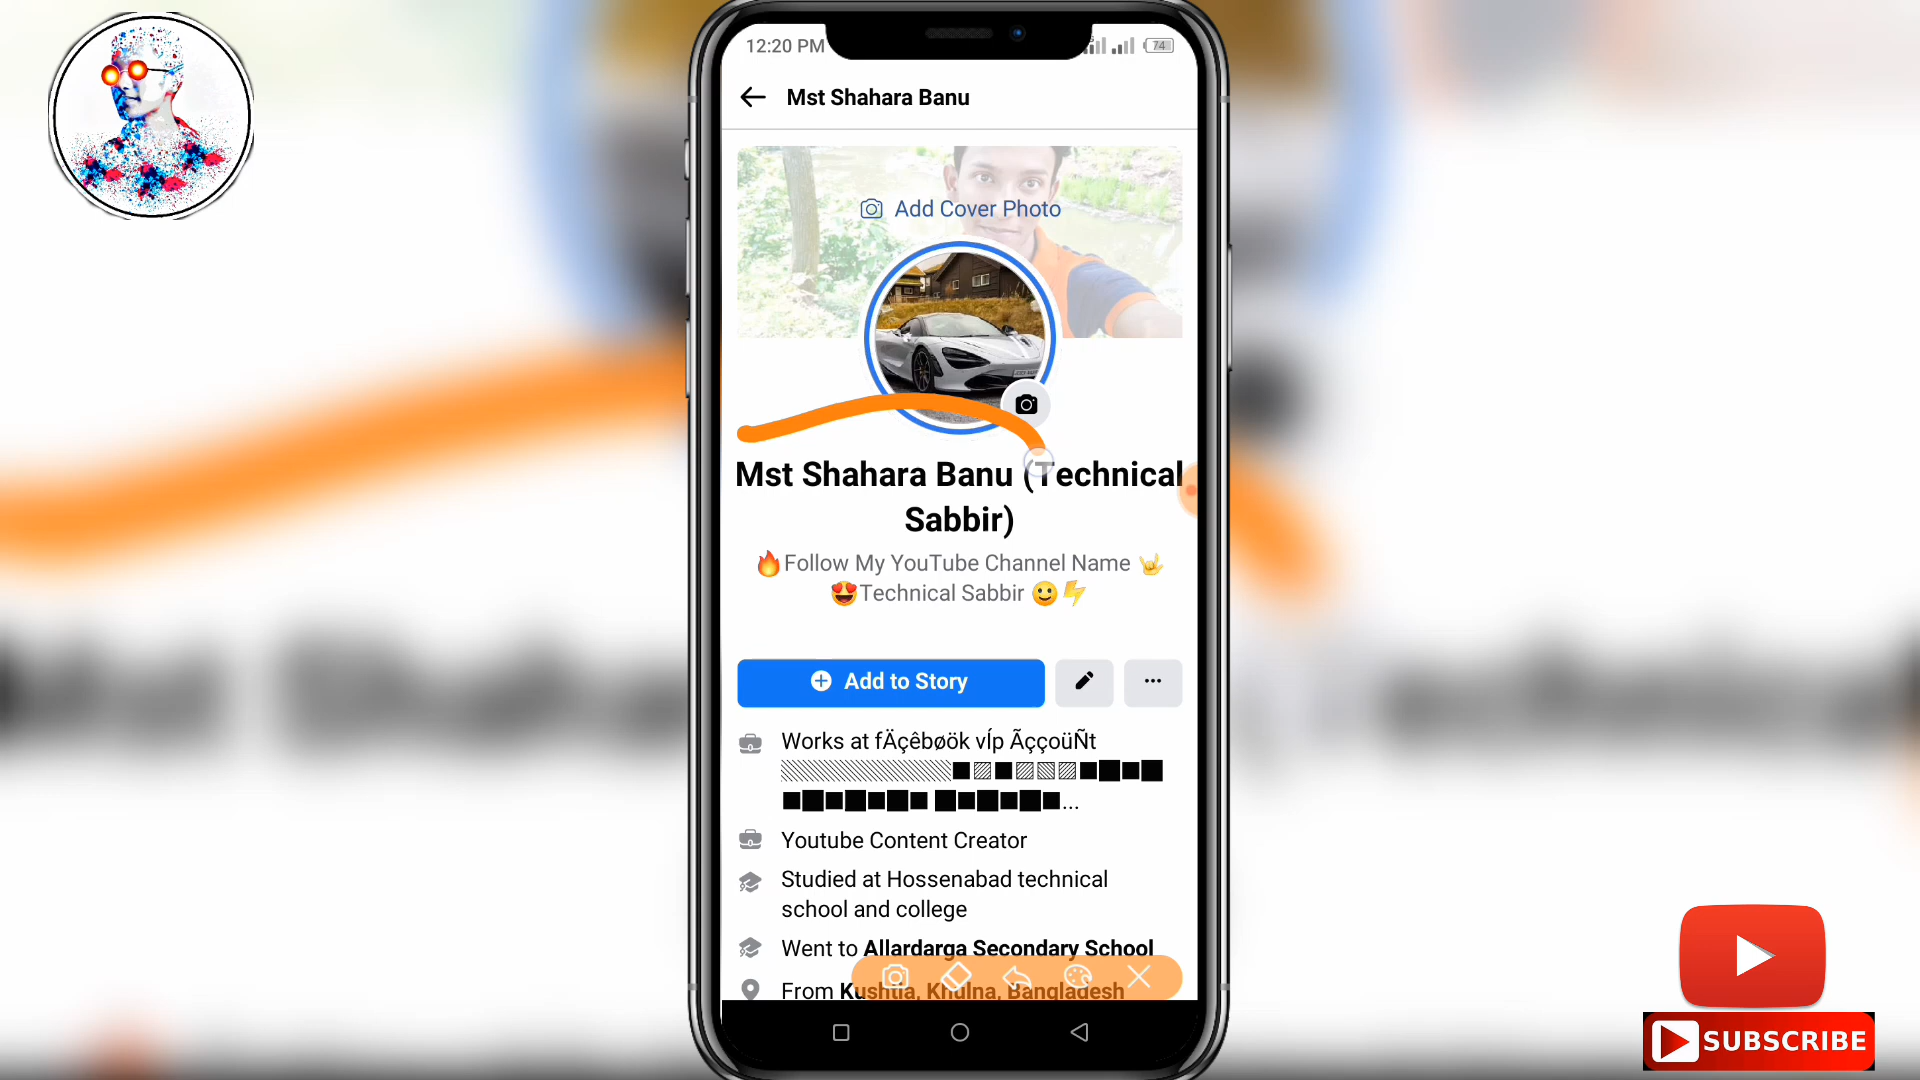 12:20 PM
74
Mst Shahara Banu
Add Cover Photo
Mst Shahara Banu (Technical
Sabbir)
🔥Follow My YouTube Channel Name 🤟
😍Technical Sabbir 🙂⚡
Add to Story
Works at fÄçêbøök vÍp ÃççoüÑt
▧▧▧▧▧▧▧▧■▨■▨▧▨■■■■
■■■■■■■ ■■■■■■...
Youtube Content Creator
Studied at Hossenabad technical
school and college
Went to Allardarga Secondary School
From Kushtia, Khulna, Bangladesh
SUBSCRIBE